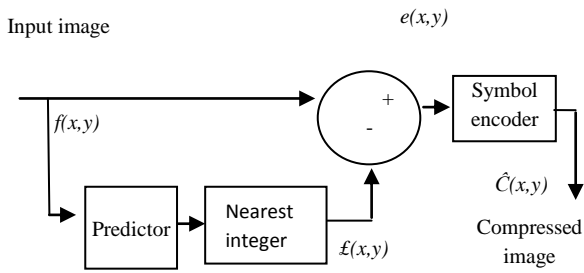 e(x,y)
Input image
+
Symbol
encoder
f(x,y)
-
Ĉ(x,y)
Predictor
Nearest
integer
£(x,y)
Compressed
image